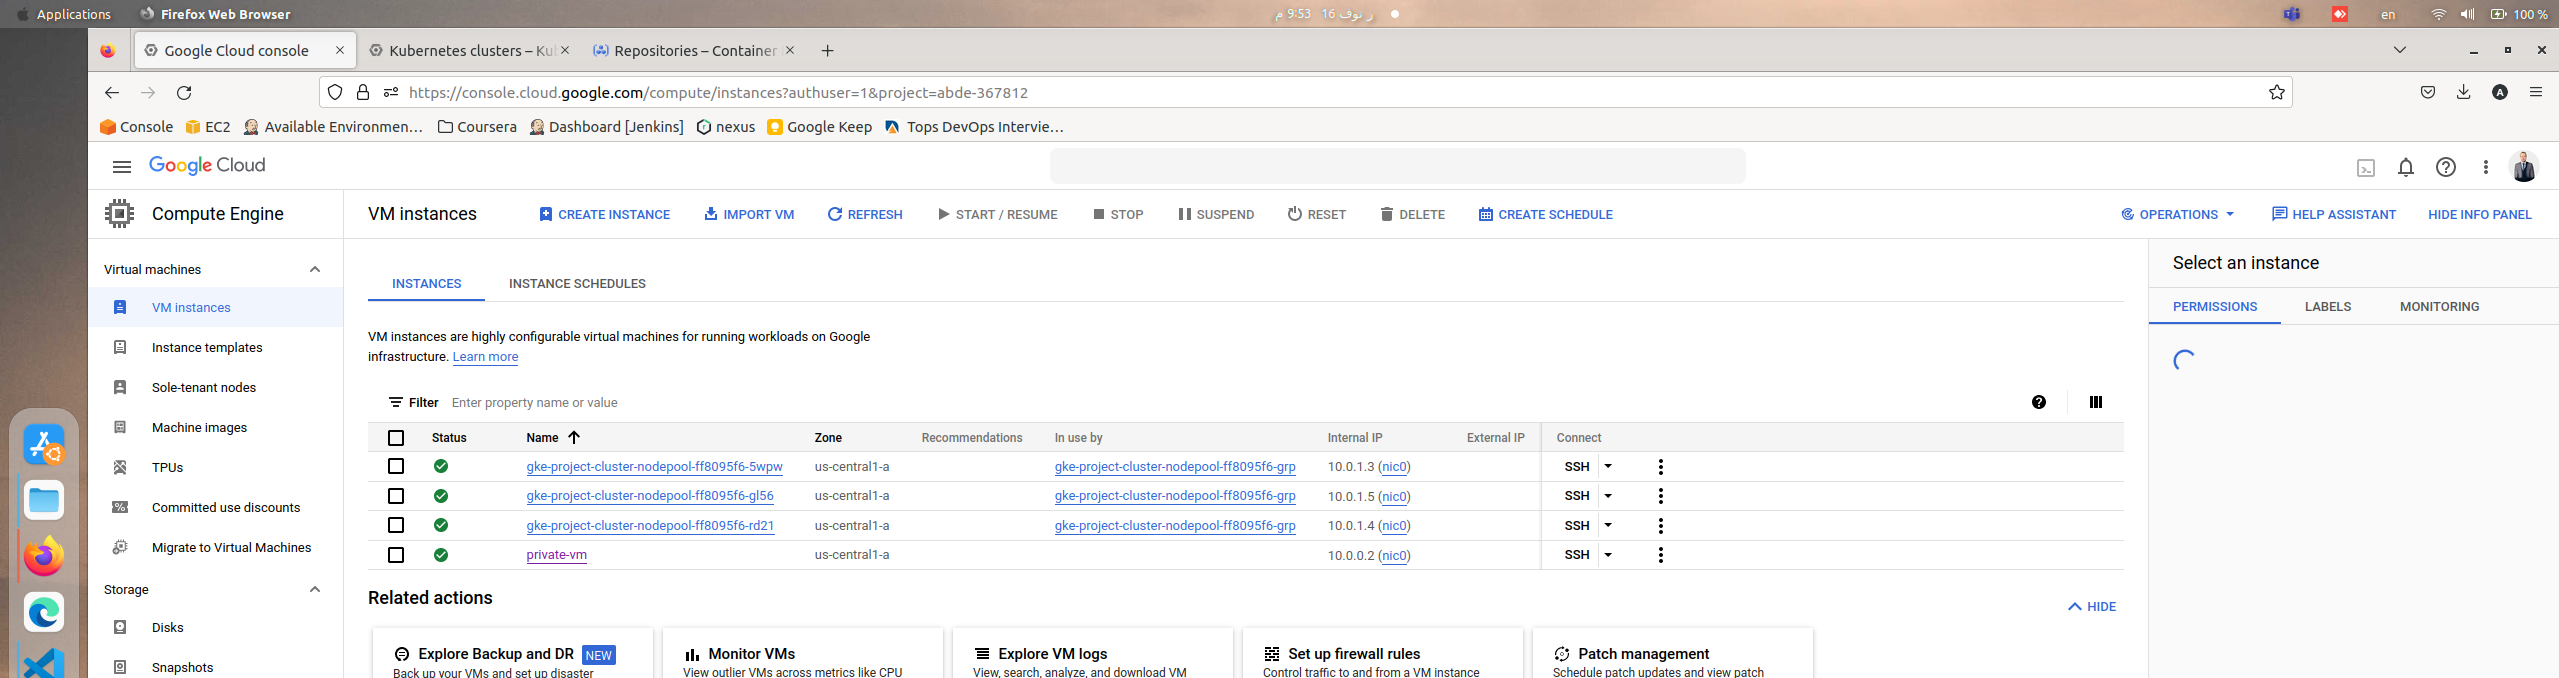 Applications
Firefox Web Browser
ر نوف 16 9:53 م
en
100 %
Google Cloud console
Kubernetes clusters – Ku
Repositories – Container
https://console.cloud.google.com/compute/instances?authuser=1&project=abde-367812
A
Console
EC2
Available Environmen…
Coursera
Dashboard [Jenkins]
nexus
Google Keep
Tops DevOps Intervie…
Google Cloud
Compute Engine
VM instances
CREATE INSTANCE
IMPORT VM
REFRESH
START / RESUME
STOP
SUSPEND
RESET
DELETE
CREATE SCHEDULE
OPERATIONS
HELP ASSISTANT
HIDE INFO PANEL
Virtual machines
VM instances
Instance templates
Sole-tenant nodes
Machine images
TPUs
Committed use discounts
Migrate to Virtual Machines
Storage
Disks
Snapshots
INSTANCES
INSTANCE SCHEDULES
VM instances are highly configurable virtual machines for running workloads on Google
infrastructure. Learn more
Filter Enter property name or value
Status Name Zone Recommendations In use by Internal IP External IP Connect
gke-project-cluster-nodepool-ff8095f6-5wpw us-central1-a gke-project-cluster-nodepool-ff8095f6-grp 10.0.1.3 (nic0) SSH
gke-project-cluster-nodepool-ff8095f6-gl56 us-central1-a gke-project-cluster-nodepool-ff8095f6-grp 10.0.1.5 (nic0) SSH
gke-project-cluster-nodepool-ff8095f6-rd21 us-central1-a gke-project-cluster-nodepool-ff8095f6-grp 10.0.1.4 (nic0) SSH
private-vm us-central1-a 10.0.0.2 (nic0) SSH
Related actions
HIDE
Explore Backup and DR NEW
Back up your VMs and set up disaster
Monitor VMs
View outlier VMs across metrics like CPU
Explore VM logs
View, search, analyze, and download VM
Set up firewall rules
Control traffic to and from a VM instance
Patch management
Schedule patch updates and view patch
Select an instance
PERMISSIONS
LABELS
MONITORING